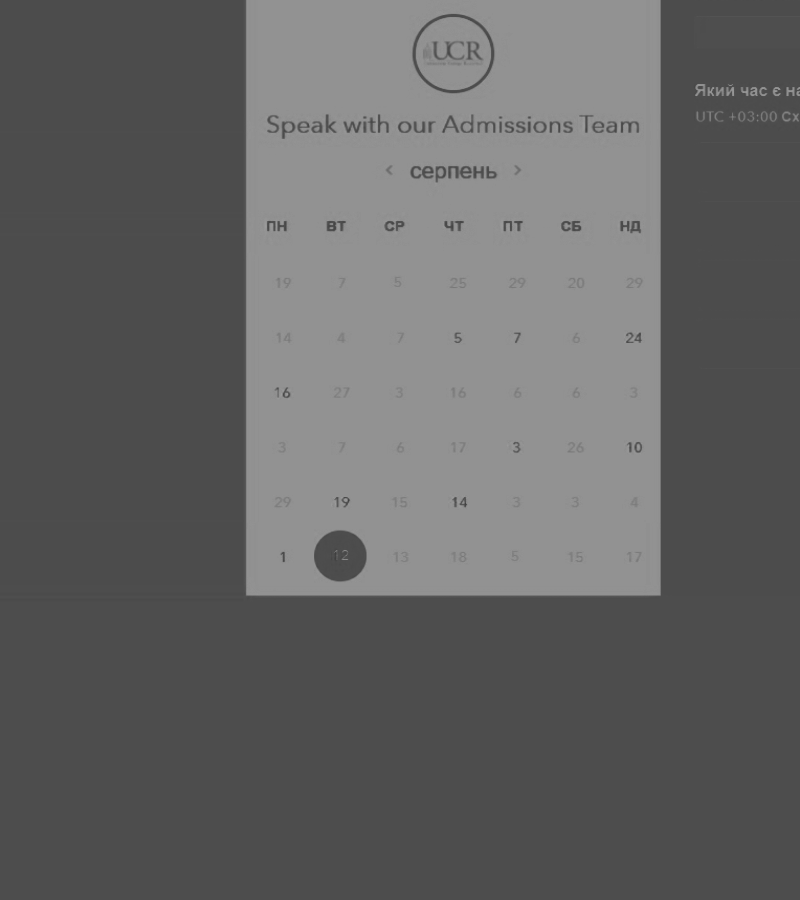 UCR
Speak with our Admissions Team
< серпень >
ПН ВТ СР ЧТ ПТ СБ НД
19 7 5 25 29 20 29
14 4 7 5 7 6 24
16 27 3 16 6 6 3
3 7 6 17 3 26 10
29 19 15 14 3 3 4
1 12 13 18 5 15 17
Який час є на
UTC +03:00 Сх